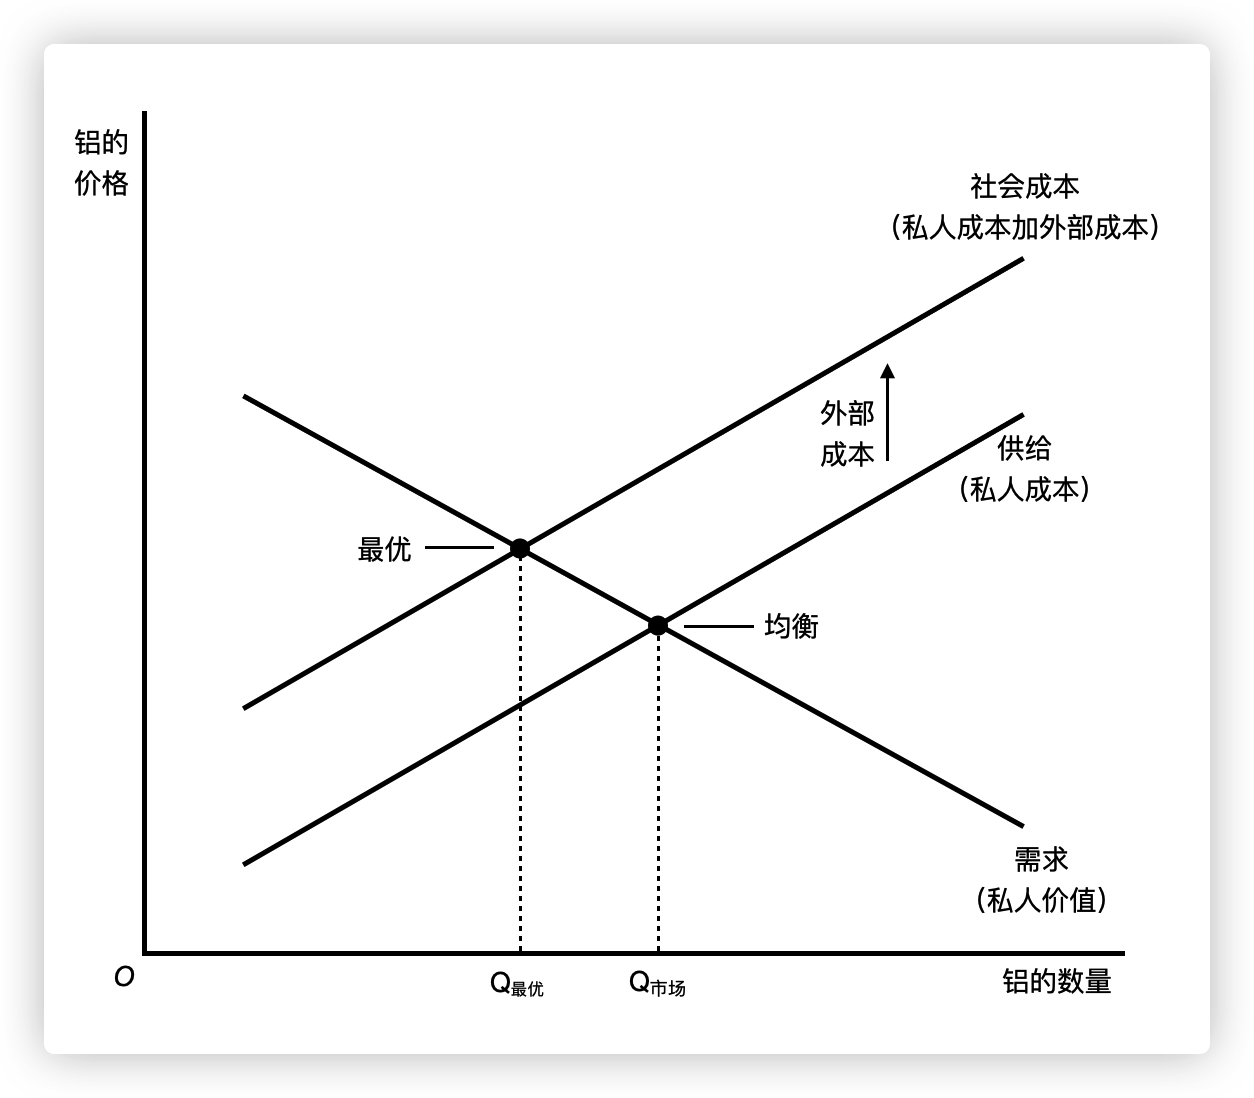 铝的
价格
社会成本
（私人成本加外部成本）
外部
成本
供给
（私人成本）
最优
均衡
需求
（私人价值）
O
Q最优
Q市场
铝的数量